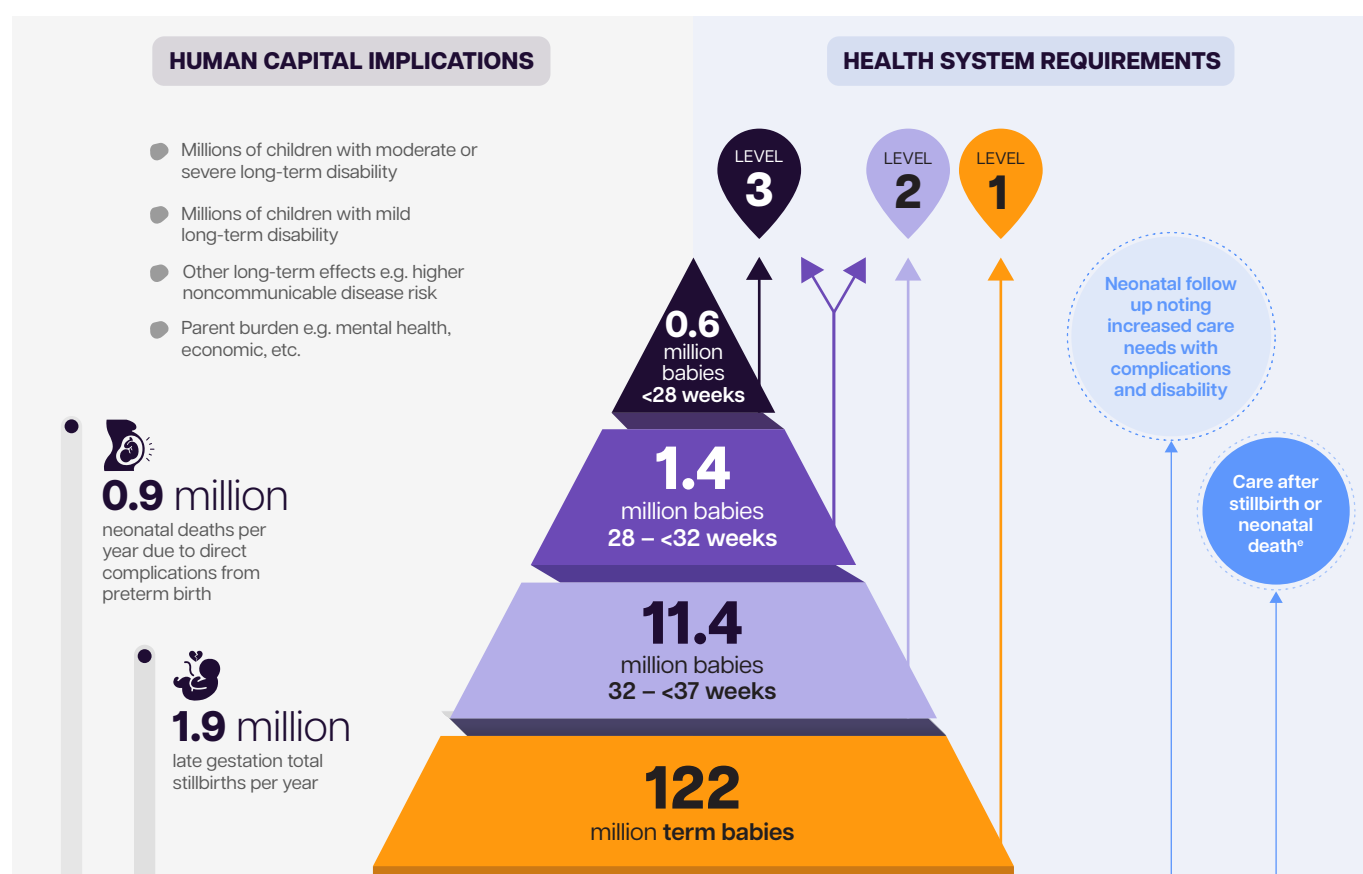 HUMAN CAPITAL IMPLICATIONS
Millions of children with moderate or
severe long-term disability
Millions of children with mild
long-term disability
Other long-term effects e.g. higher
noncommunicable disease risk
Parent burden e.g. mental health,
economic, etc.
0.9 million
neonatal deaths per
year due to direct
complications from
preterm birth
1.9 million
late gestation total
stillbirths per year
HEALTH SYSTEM REQUIREMENTS
LEVEL
3
LEVEL
2
LEVEL
1
0.6
million
babies
<28 weeks
1.4
million babies
28 – <32 weeks
11.4
million babies
32 – <37 weeks
122
million term babies
Neonatal follow
up noting
increased care
needs with
complications
and disability
Care after
stillbirth or
neonatal
deathᵉ